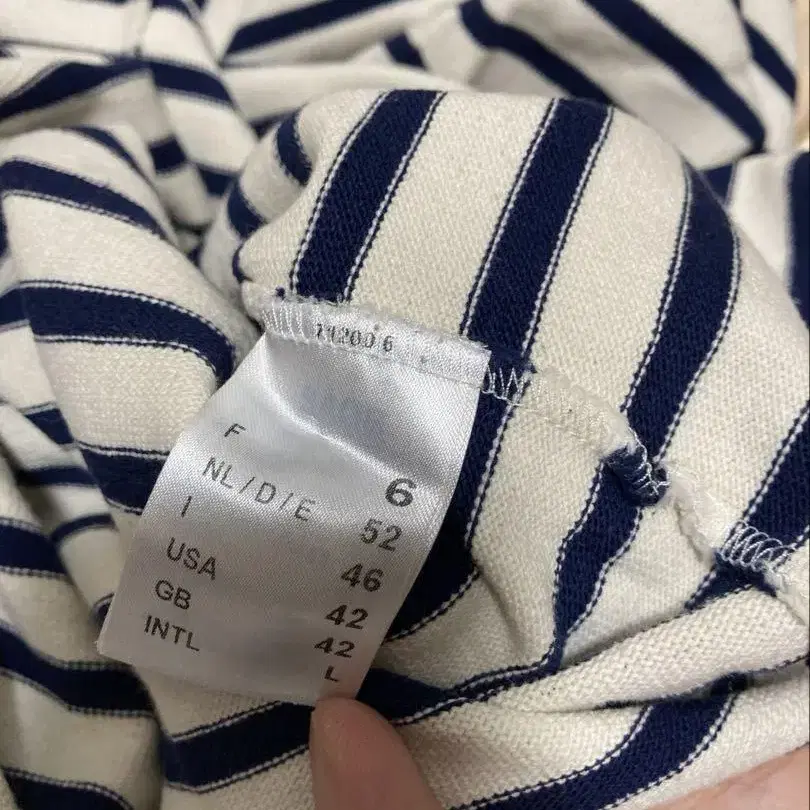 F 6
NL/D/E 52
I 46
USA 42
GB 42
INTL L